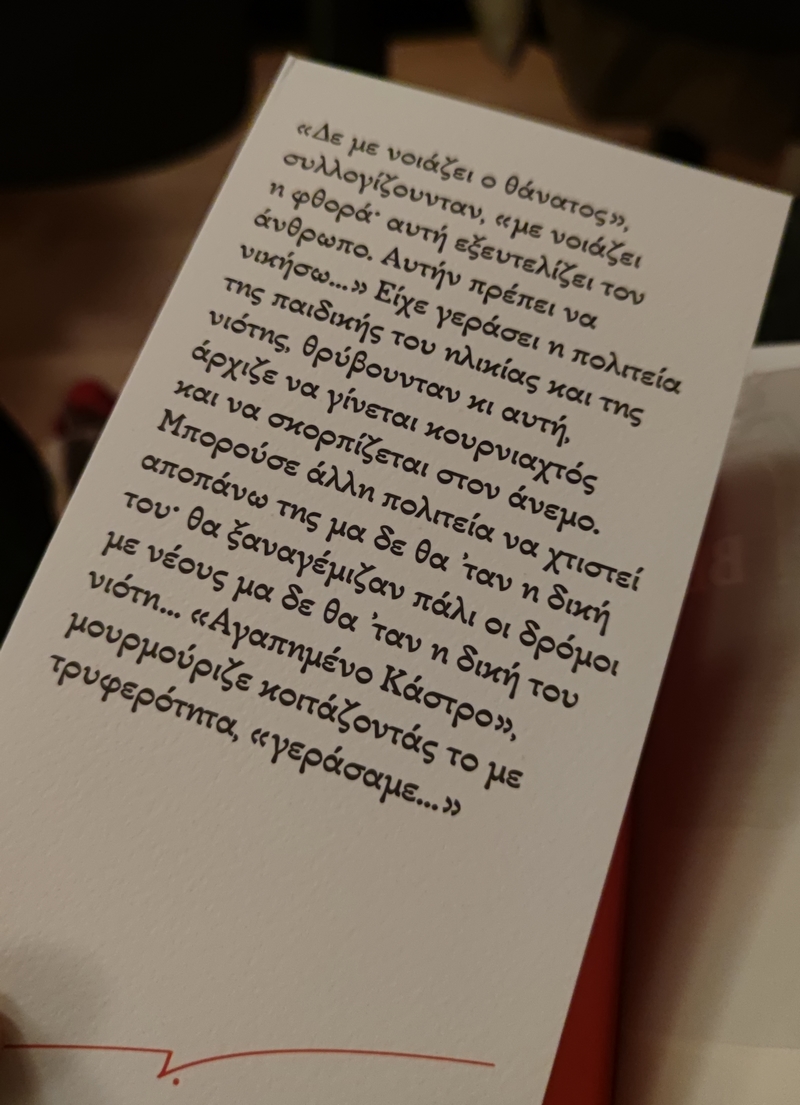 «Δε με νοιάζει ο θάνατος»,
συλλογίζουνταν, «με νοιάζει
η φθορά· αυτή εξευτελίζει τον
άνθρωπο. Αυτήν πρέπει να
νικήσω...» Είχε γεράσει η πολιτεία
της παιδικής του ηλικίας και της
νιότης, θρύβουνταν κι αυτή,
άρχιζε να γίνεται κουρνιαχτός
και να σκορπίζεται στον άνεμο.
Μπορούσε άλλη πολιτεία να χτιστεί
αποπάνω της μα δε θα ’ταν η δική
του· θα ξαναγέμιζαν πάλι οι δρόμοι
με νέους μα δε θα ’ταν η δική του
νιότη... «Αγαπημένο Κάστρο»,
μουρμούριζε κοιτάζοντάς το με
τρυφερότητα, «γεράσαμε...»